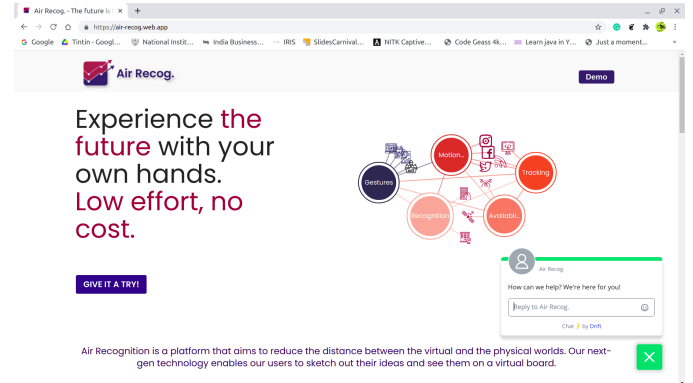 Air Recog. - The future is
https://air-recog.web.app
Google
Tintin - Googl...
National Instit...
India Business...
IRIS
SlidesCarnival...
NITK Captive...
Code Geass 4k...
Learn java in Y...
Just a moment...
»
Air Recog.
Demo
Experience the
future with your
own hands.
Low effort, no
cost.
GIVE IT A TRY!
Gestures
Motion...
Tracking
Recognition
Availabil...
Air Recog.
How can we help? We're here for you!
Reply to Air Recog.
Chat ⚡ by Drift
Air Recognition is a platform that aims to reduce the distance between the virtual and the physical worlds. Our next-
gen technology enables our users to sketch out their ideas and see them on a virtual board.